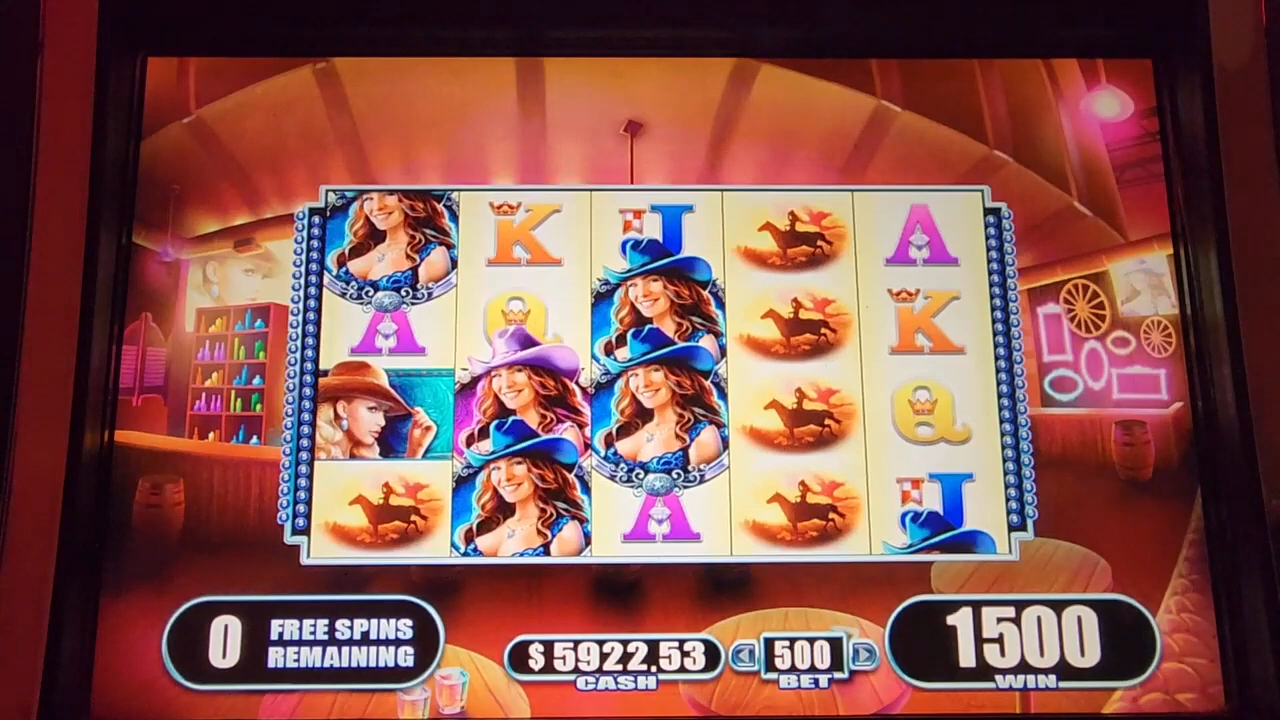 K J A
A Q K
Q
A J
0 FREE SPINS
REMAINING
$ 5922.53
CASH
500
BET
1500
WIN